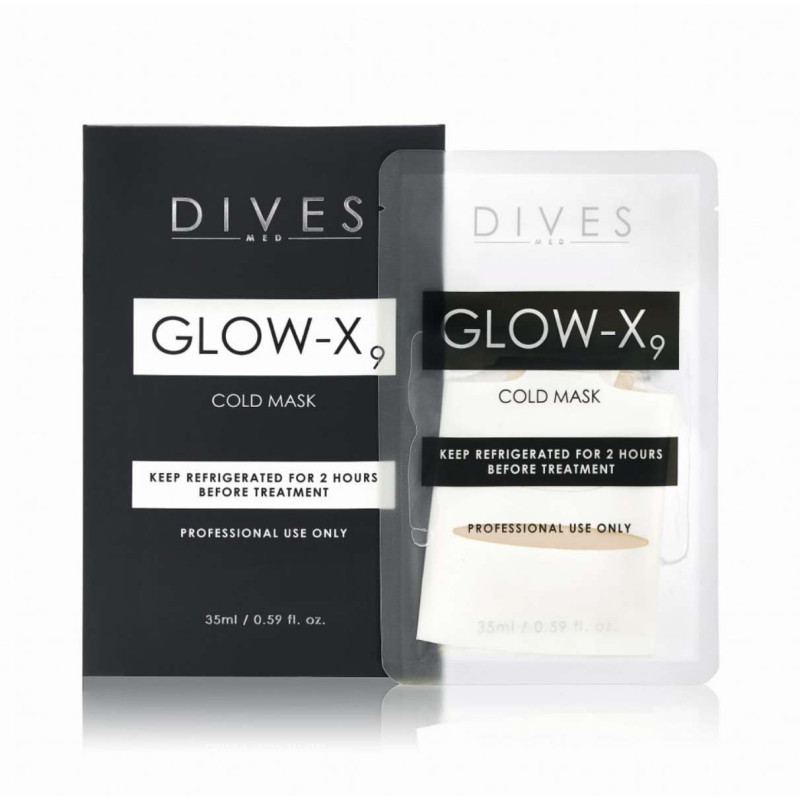 DIVES
MED
GLOW-X9
COLD MASK
KEEP REFRIGERATED FOR 2 HOURS
BEFORE TREATMENT
PROFESSIONAL USE ONLY
35ml / 0.59 fl. oz.
DIVES
MED
GLOW-X9
COLD MASK
KEEP REFRIGERATED FOR 2 HOURS
BEFORE TREATMENT
PROFESSIONAL USE ONLY
35ml / 0.59 fl. oz.